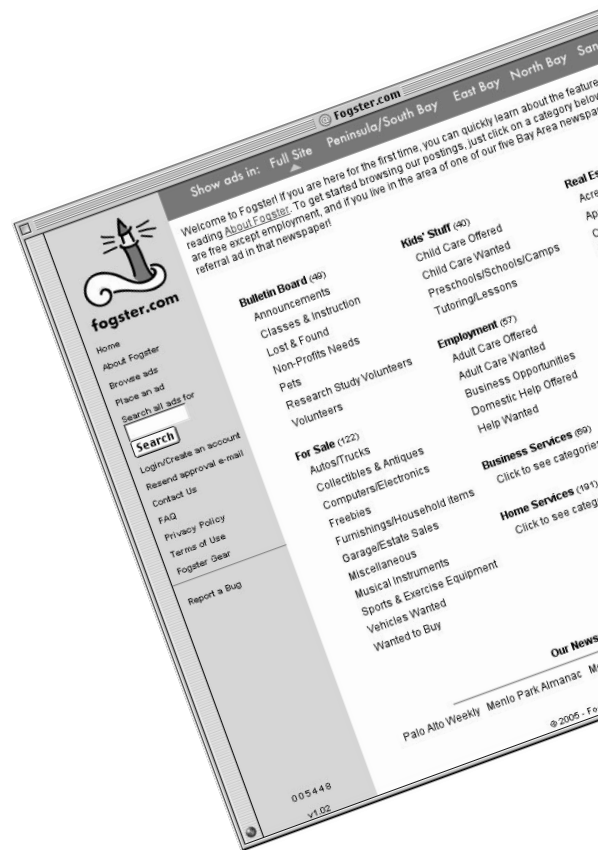 @ Fogster.com
Show ads in: Full Site Peninsula/South Bay East Bay North Bay
Welcome to Fogster! If you are here for the first time, you can quickly learn about the
reading About Fogster. To get started browsing our postings, just click on a category
are free except employment, and if you live in the area of one of our five Bay Area
referral ad in that newspaper!
fogster.com
Home
About Fogster
Browse ads
Place an ad
Search all ads for
Search
Login/Create an account
Resend approval e-mail
Contact Us
FAQ
Privacy Policy
Terms of Use
Fogster Gear
Report a Bug
005448
v1.02
Bulletin Board (49)
Announcements
Classes & Instruction
Lost & Found
Non-Profits Needs
Pets
Research Study Volunteers
Volunteers
For Sale (122)
Autos/Trucks
Collectibles & Antiques
Computers/Electronics
Freebies
Furnishings/Household items
Garage/Estate Sales
Miscellaneous
Musical Instruments
Sports & Exercise Equipment
Vehicles Wanted
Wanted to Buy
Kids' Stuff (40)
Child Care Offered
Child Care Wanted
Preschools/Schools/Camps
Tutoring/Lessons
Employment (57)
Adult Care Offered
Adult Care Wanted
Business Opportunities
Domestic Help Offered
Help Wanted
Business Services (69)
Click to see categories
Home Services (191)
Click to see
Real
Our
Palo Alto Weekly Menlo Park Almanac
© 2005 -